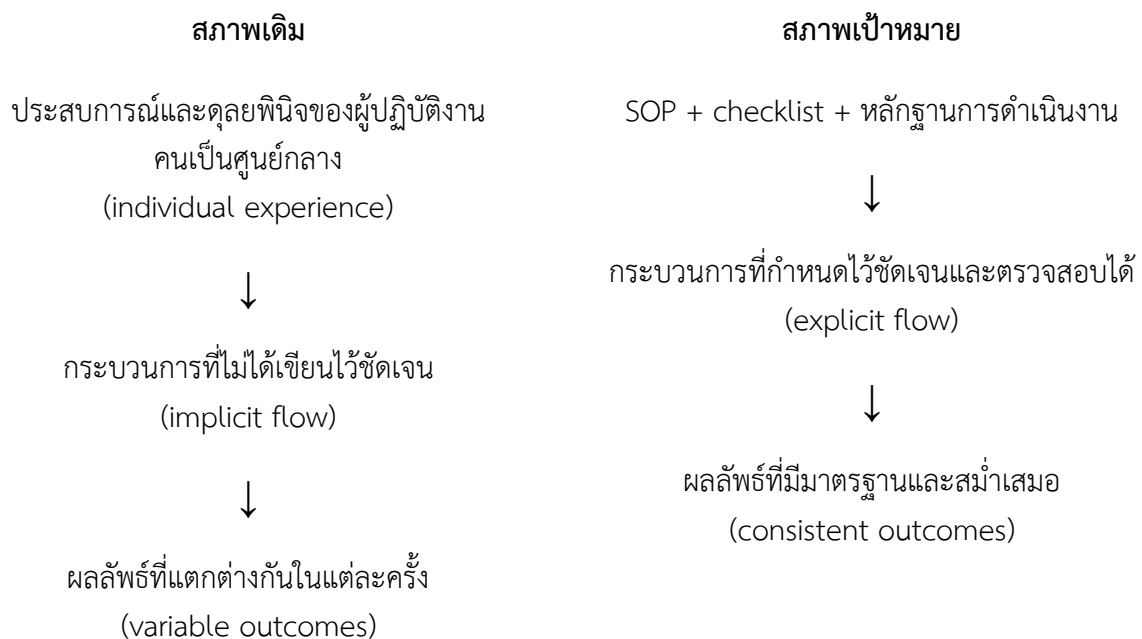 สภาพเดิม
ประสบการณ์และดุลยพินิจของผู้ปฏิบัติงาน
คนเป็นศูนย์กลาง
(individual experience)
↓
กระบวนการที่ไม่ได้เขียนไว้ชัดเจน
(implicit flow)
↓
ผลลัพธ์ที่แตกต่างกันในแต่ละครั้ง
(variable outcomes)
สภาพเป้าหมาย
SOP + checklist + หลักฐานการดำเนินงาน
↓
กระบวนการที่กำหนดไว้ชัดเจนและตรวจสอบได้
(explicit flow)
↓
ผลลัพธ์ที่มีมาตรฐานและสม่ำเสมอ
(consistent outcomes)